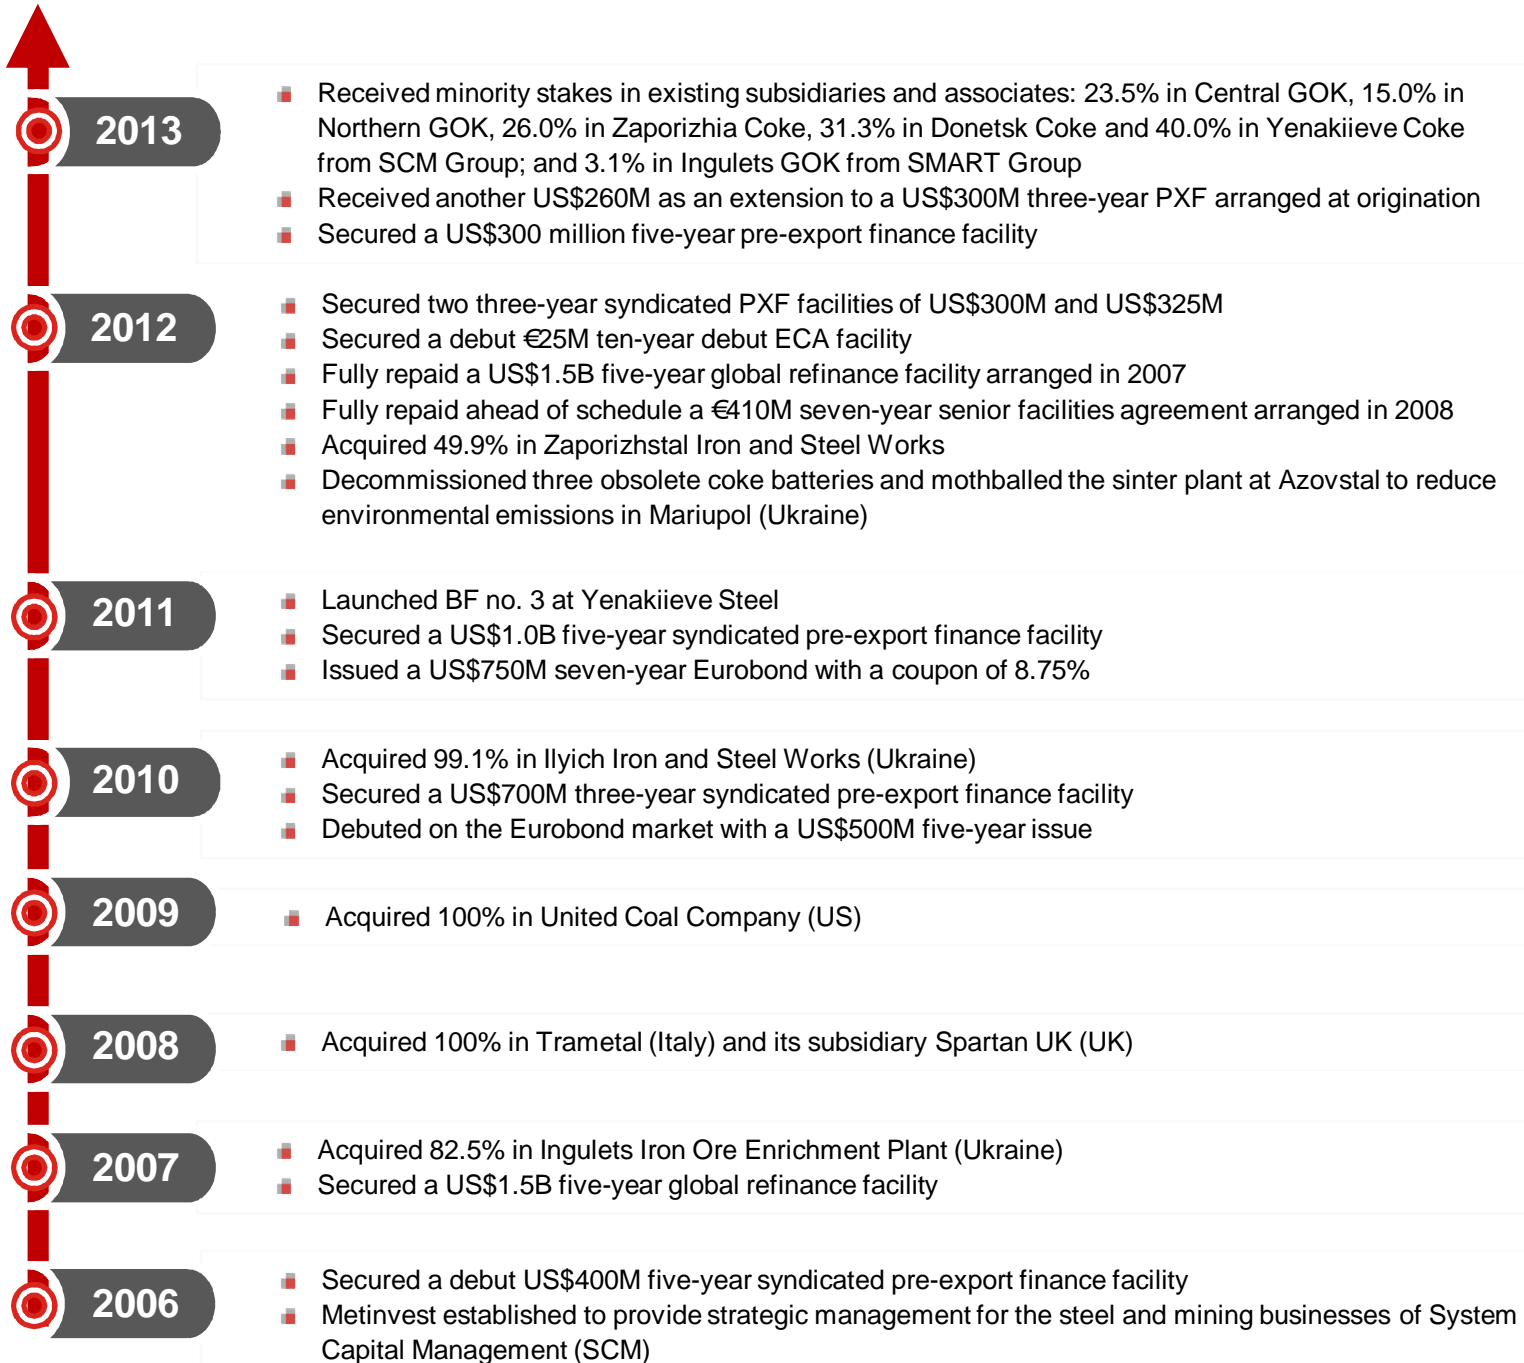 2013
Received minority stakes in existing subsidiaries and associates: 23.5% in Central GOK, 15.0% in
Northern GOK, 26.0% in Zaporizhia Coke, 31.3% in Donetsk Coke and 40.0% in Yenakiieve Coke
from SCM Group; and 3.1% in Ingulets GOK from SMART Group
Received another US$260M as an extension to a US$300M three-year PXF arranged at origination
Secured a US$300 million five-year pre-export finance facility
2012
Secured two three-year syndicated PXF facilities of US$300M and US$325M
Secured a debut €25M ten-year debut ECA facility
Fully repaid a US$1.5B five-year global refinance facility arranged in 2007
Fully repaid ahead of schedule a €410M seven-year senior facilities agreement arranged in 2008
Acquired 49.9% in Zaporizhstal Iron and Steel Works
Decommissioned three obsolete coke batteries and mothballed the sinter plant at Azovstal to reduce
environmental emissions in Mariupol (Ukraine)
2011
Launched BF no. 3 at Yenakiieve Steel
Secured a US$1.0B five-year syndicated pre-export finance facility
Issued a US$750M seven-year Eurobond with a coupon of 8.75%
2010
Acquired 99.1% in Ilyich Iron and Steel Works (Ukraine)
Secured a US$700M three-year syndicated pre-export finance facility
Debuted on the Eurobond market with a US$500M five-year issue
2009
Acquired 100% in United Coal Company (US)
2008
Acquired 100% in Trametal (Italy) and its subsidiary Spartan UK (UK)
2007
Acquired 82.5% in Ingulets Iron Ore Enrichment Plant (Ukraine)
Secured a US$1.5B five-year global refinance facility
2006
Secured a debut US$400M five-year syndicated pre-export finance facility
Metinvest established to provide strategic management for the steel and mining businesses of System
Capital Management (SCM)